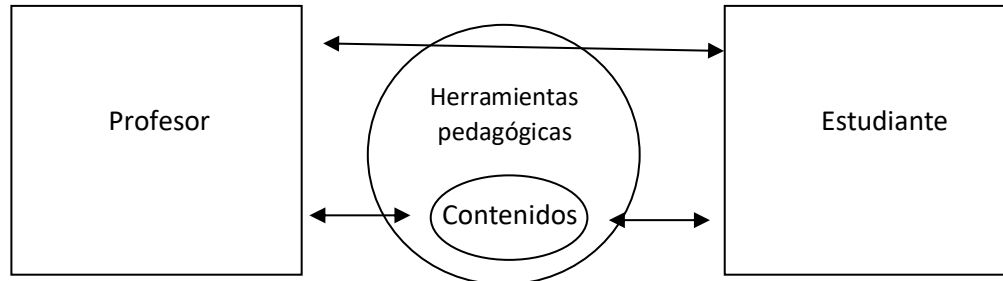 Profesor
Herramientas
pedagógicas
Contenidos
Estudiante